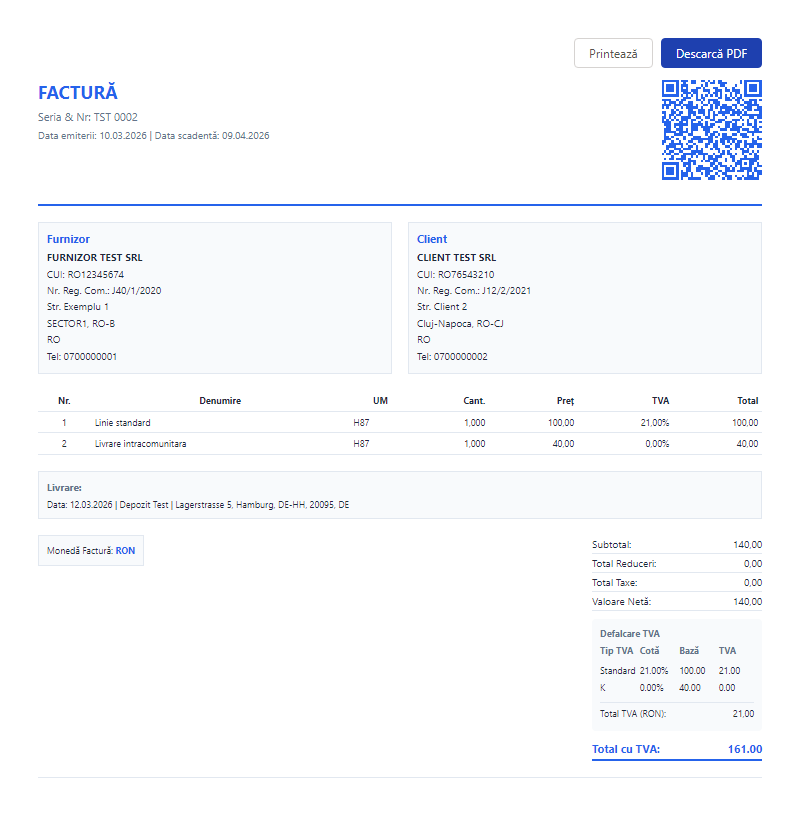 Printează
Descarcă PDF
FACTURĂ
Seria & Nr: TST 0002
Data emiterii: 10.03.2026 | Data scadentă: 09.04.2026
Furnizor
FURNIZOR TEST SRL
CUI: RO12345674
Nr. Reg. Com.: J40/1/2020
Str. Exemplu 1
SECTOR1, RO-B
RO
Tel: 0700000001
Client
CLIENT TEST SRL
CUI: RO76543210
Nr. Reg. Com.: J12/2/2021
Str. Client 2
Cluj-Napoca, RO-CJ
RO
Tel: 0700000002
Nr. Denumire UM Cant. Preț TVA Total
1 Linie standard H87 1,000 100,00 21,00% 100,00
2 Livrare intracomunitara H87 1,000 40,00 0,00% 40,00
Livrare:
Data: 12.03.2026 | Depozit Test | Lagerstrasse 5, Hamburg, DE-HH, 20095, DE
Monedă Factură: RON
Subtotal: 140,00
Total Reduceri: 0,00
Total Taxe: 0,00
Valoare Netă: 140,00
Defalcare TVA
Tip TVA Cotă Bază TVA
Standard 21.00% 100.00 21.00
K 0.00% 40.00 0.00
Total TVA (RON): 21,00
Total cu TVA: 161.00